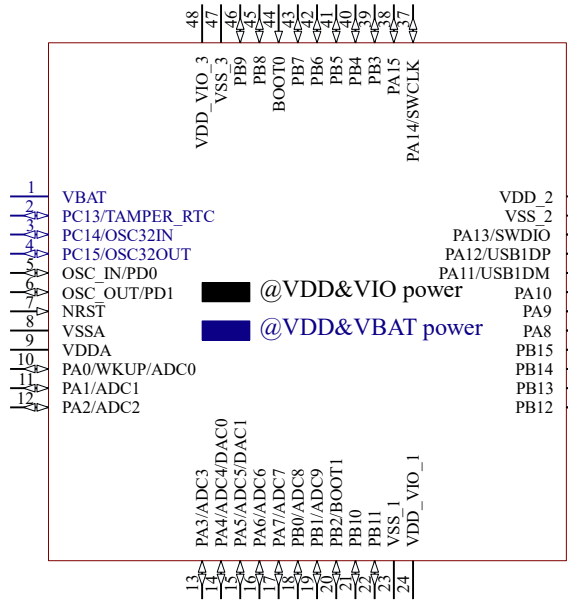 48
47
46
45
44
43
42
41
40
39
38
37
VDD_VIO_3
VSS_3
PB9
PB8
BOOT0
PB7
PB6
PB5
PB4
PB3
PA15
PA14/SWCLK
1 VBAT
2 PC13/TAMPER_RTC
3 PC14/OSC32IN
4 PC15/OSC32OUT
5 OSC_IN/PD0
6 OSC_OUT/PD1
7 NRST
8 VSSA
9 VDDA
10 PA0/WKUP/ADC0
11 PA1/ADC1
12 PA2/ADC2
@VDD&VIO power
@VDD&VBAT power
VDD_2
VSS_2
PA13/SWDIO
PA12/USB1DP
PA11/USB1DM
PA10
PA9
PA8
PB15
PB14
PB13
PB12
PA3/ADC3
PA4/ADC4/DAC0
PA5/ADC5/DAC1
PA6/ADC6
PA7/ADC7
PB0/ADC8
PB1/ADC9
PB2/BOOT1
PB10
PB11
VSS_1
VDD_VIO_1
13
14
15
16
17
18
19
20
21
22
23
24